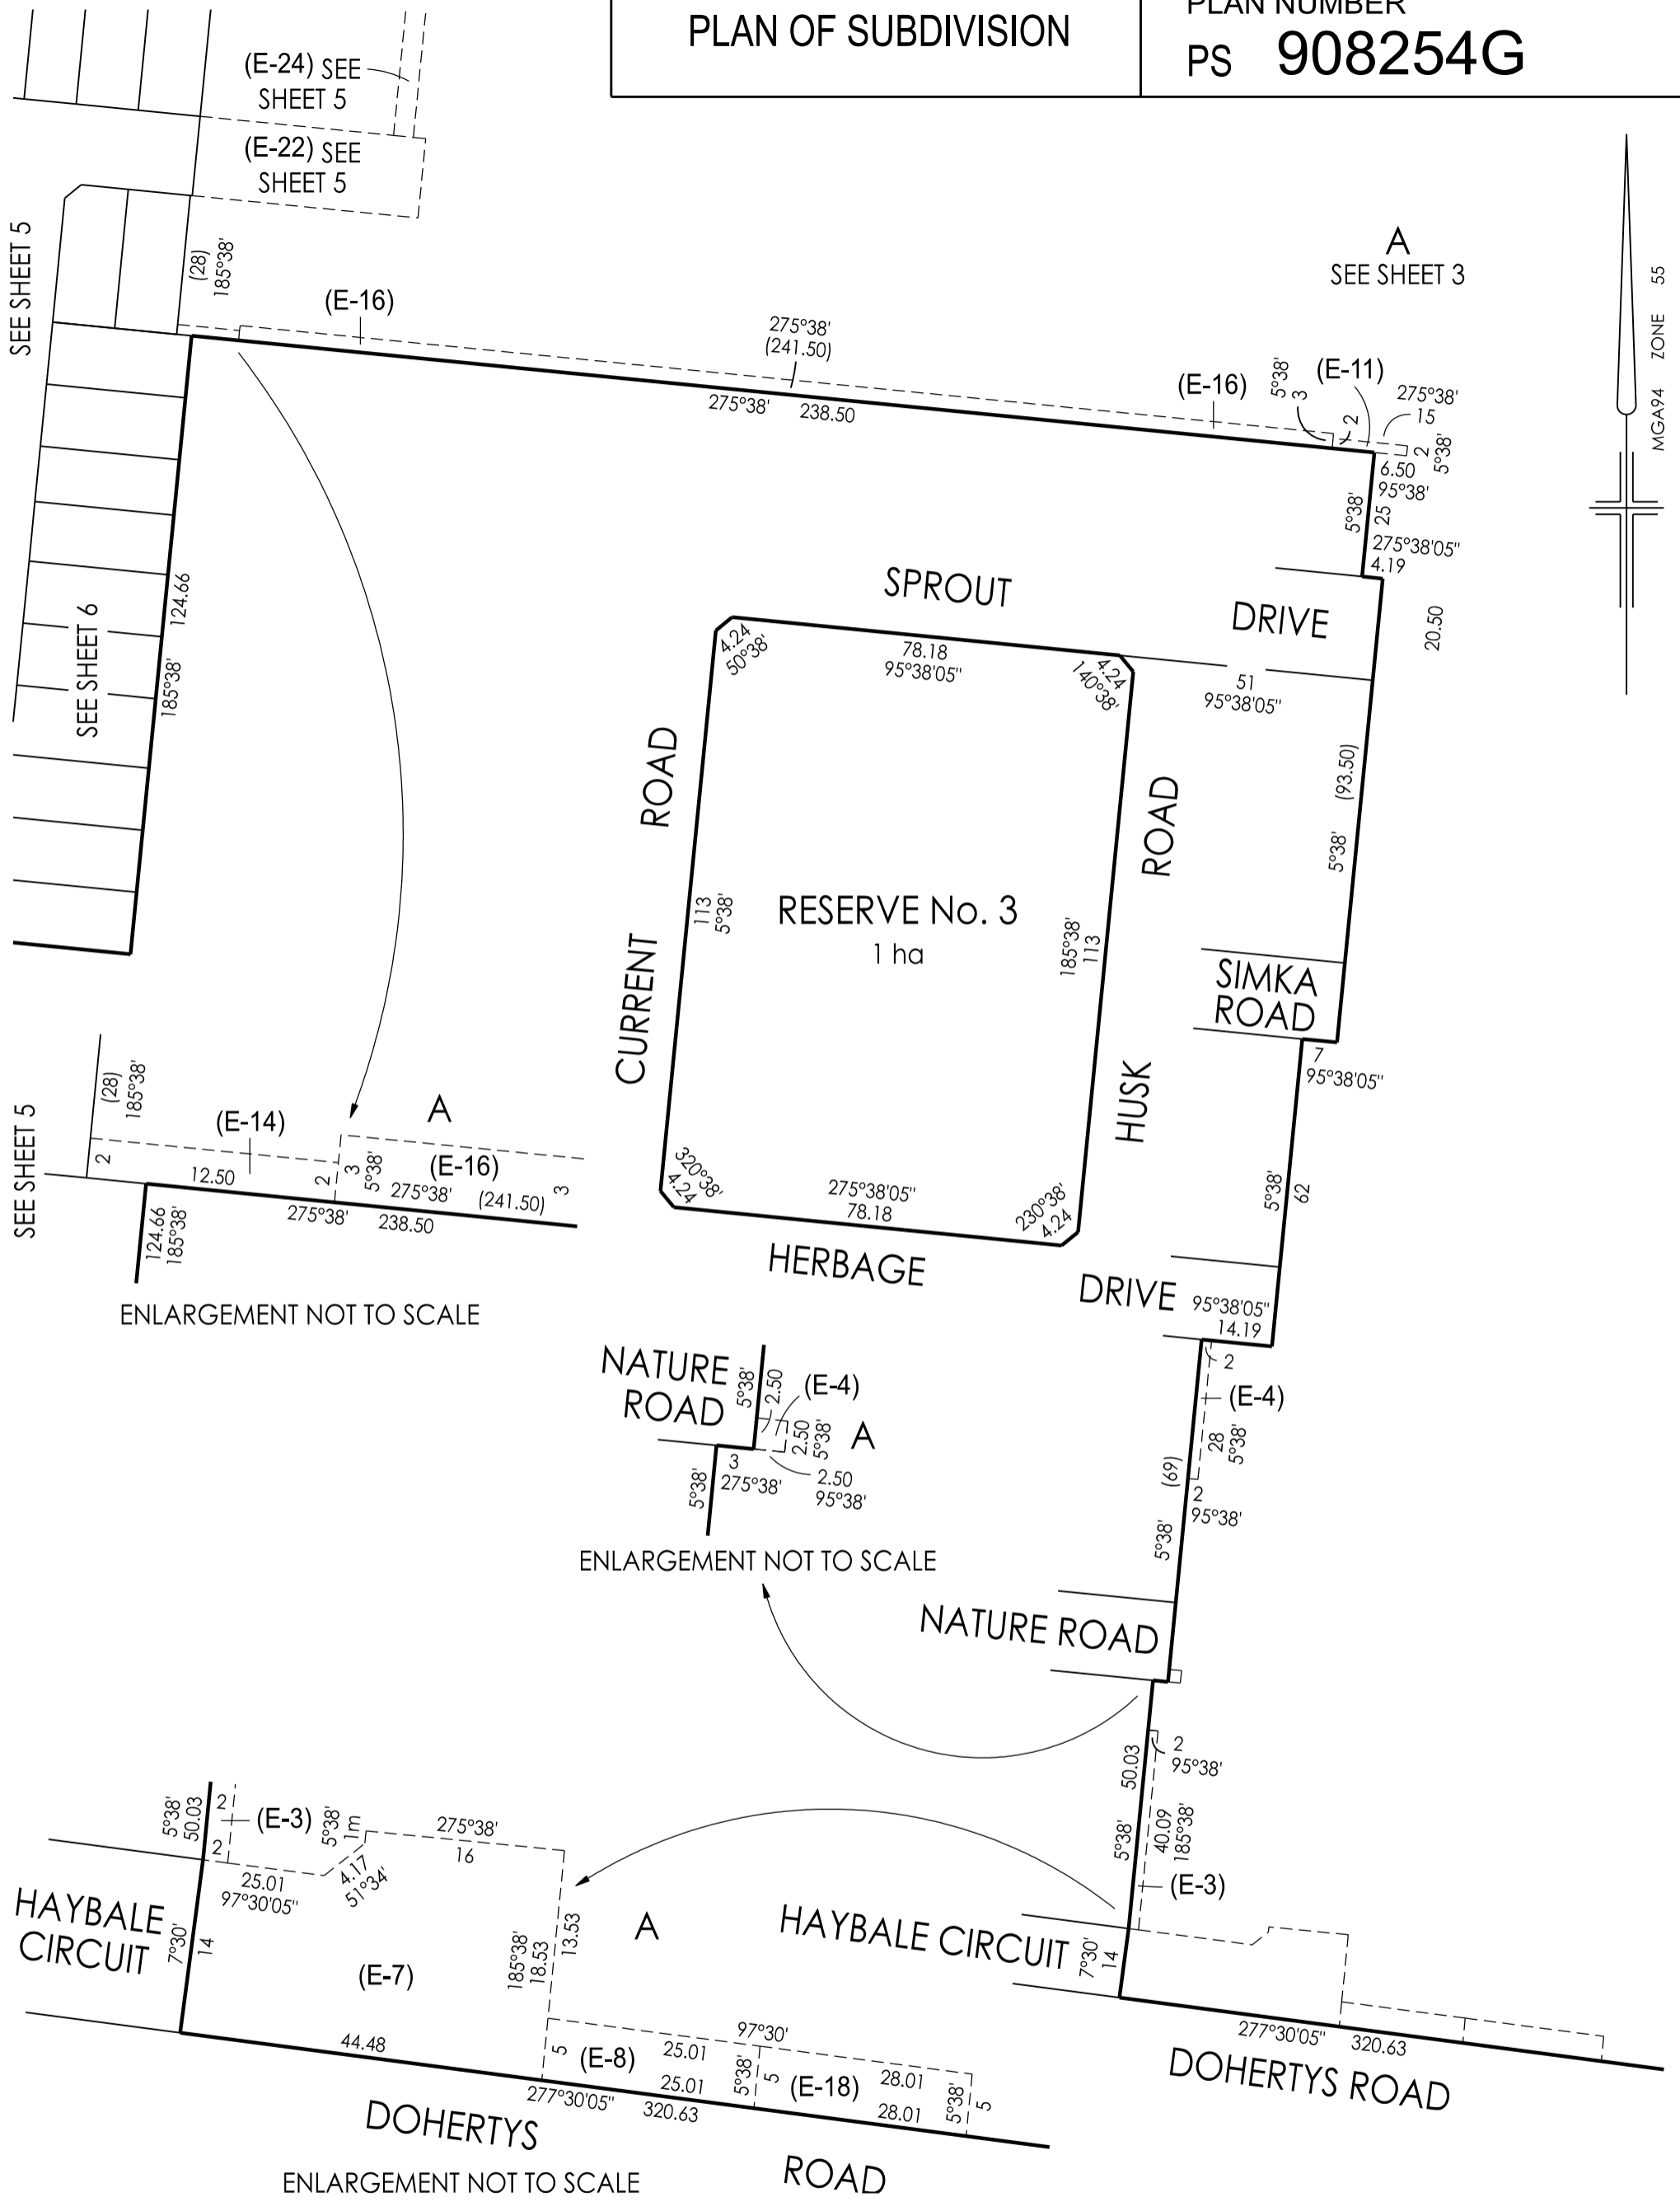 PLAN OF SUBDIVISION
PLAN NUMBER
PS 908254G
(E-24) SEE
SHEET 5
(E-22) SEE
SHEET 5
SEE SHEET 5
(28)
185°38'
(E-16)
275°38'
(241.50)
275°38' 238.50
A
SEE SHEET 3
MGA94 ZONE 55
(E-16)
5°38'
3
(E-11)
2
275°38'
15
2
5°38'
6.50
95°38'
5°38'
25
275°38'05"
4.19
20.50
SEE SHEET 6
124.66
185°38'
SPROUT
DRIVE
4.24
50°38'
78.18
95°38'05"
4.24
140°38'
51
95°38'05"
(93.50)
5°38'
CURRENT
ROAD
113
5°38'
RESERVE No. 3
1 ha
185°38'
113
HUSK
ROAD
SIMKA
ROAD
7
95°38'05"
5°38'
62
320°38'
4.24
275°38'05"
78.18
230°38'
4.24
HERBAGE
DRIVE
95°38'05"
14.19
SEE SHEET 5
(28)
185°38'
(E-14)
A
2
12.50
2
3
5°38'
(E-16)
275°38' (241.50)
3
275°38' 238.50
124.66
185°38'
ENLARGEMENT NOT TO SCALE
NATURE
ROAD
5°38'
2.50
(E-4)
2.50
5°38'
A
3
275°38'
2.50
95°38'
5°38'
ENLARGEMENT NOT TO SCALE
2
(E-4)
28
5°38'
(69)
2
95°38'
5°38'
NATURE ROAD
50.03
5°38'
2
95°38'
40.09
185°38'
(E-3)
HAYBALE CIRCUIT
7°30'
14
277°30'05" 320.63
DOHERTYS ROAD
5°38'
50.03
2
(E-3)
5°38'
1m
275°38'
16
2
25.01
97°30'05"
4.17
51°34'
HAYBALE
CIRCUIT
7°30'
14
(E-7)
185°38'
18.53
13.53
A
44.48
97°30'
5
(E-8)
25.01
25.01
5°38'
5
(E-18)
28.01
28.01
5°38'
5
277°30'05" 320.63
DOHERTYS
ROAD
ENLARGEMENT NOT TO SCALE